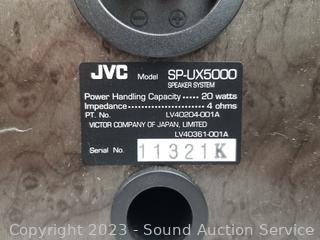 JVC Model SP-UX5000
SPEAKER SYSTEM
Power Handling Capacity ····· 20 watts
Impedance ························ 4 ohms
PT. No. LV40204-001A
VICTOR COMPANY OF JAPAN, LIMITED
LV40361-001A
Serial No. 11321K
Copyright 2023 - Sound Auction Service